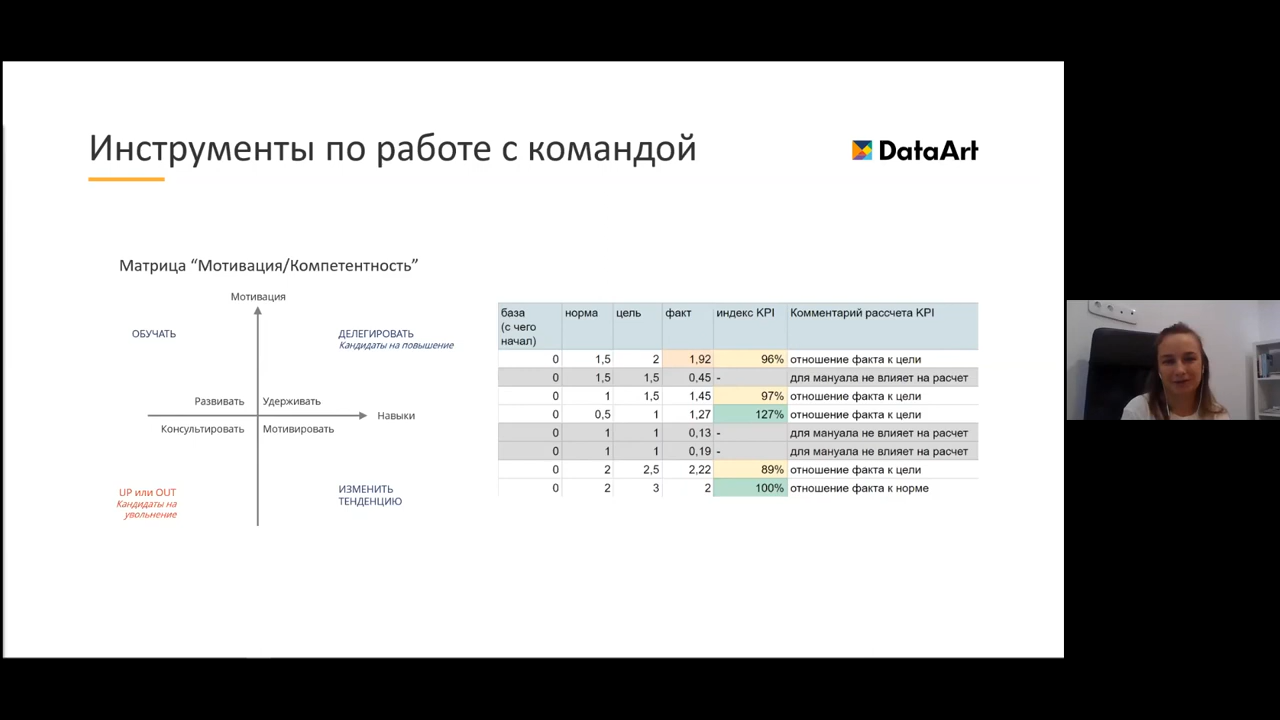 Инструменты по работе с командой
DataArt
Матрица “Мотивация/Компетентность”
Мотивация
ОБУЧАТЬ
ДЕЛЕГИРОВАТЬ
Кандидаты на повышение
Развивать
Удерживать
Навыки
Консультировать
Мотивировать
UP или OUT
Кандидаты на
увольнение
ИЗМЕНИТЬ
ТЕНДЕНЦИЮ
база (с чего начал) норма цель факт индекс KPI Комментарий рассчета KPI
0 1,5 2 1,92 96% отношение факта к цели
0 1,5 1,5 0,45 - для мануала не влияет на расчет
0 1 1,5 1,45 97% отношение факта к цели
0 0,5 1 1,27 127% отношение факта к цели
0 1 1 0,13 - для мануала не влияет на расчет
0 1 1 0,19 - для мануала не влияет на расчет
0 2 2,5 2,22 89% отношение факта к цели
0 2 3 2 100% отношение факта к норме